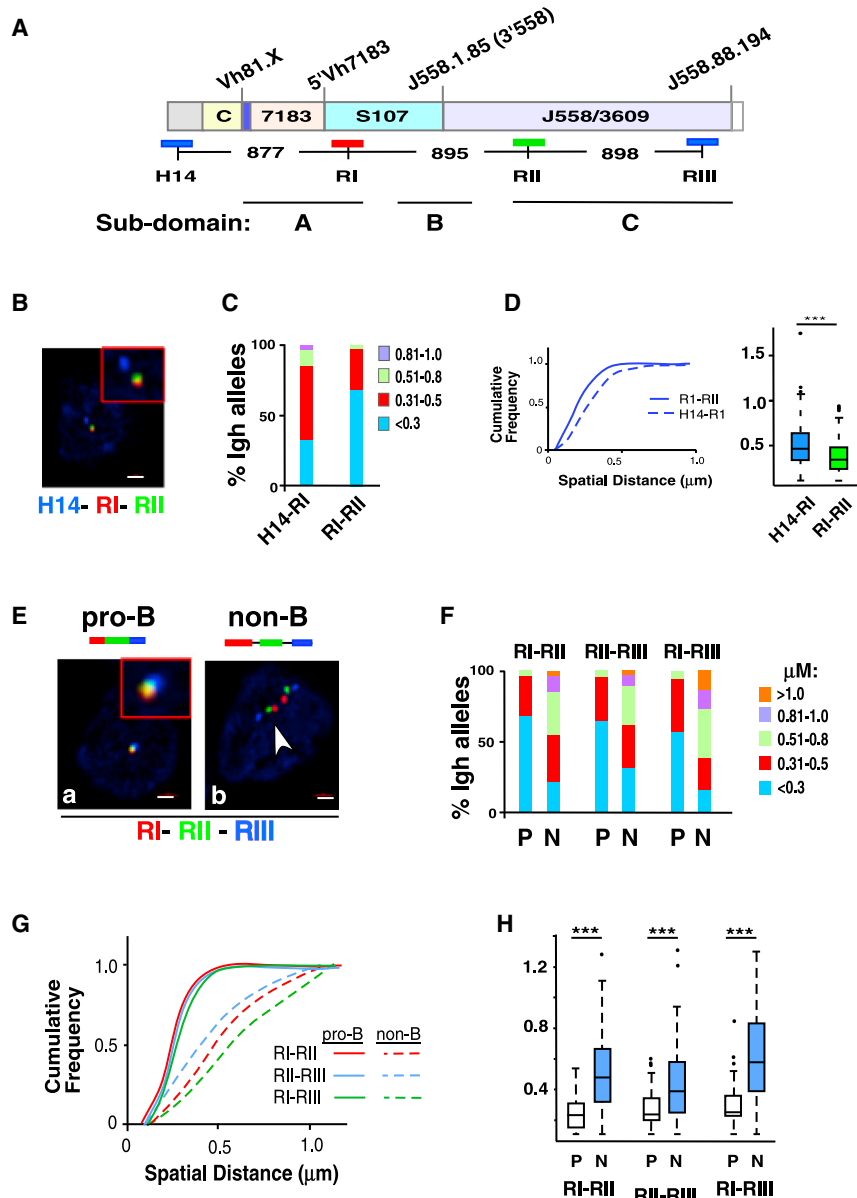 A
Vh81.X
5'Vh7183
J558.1.85 (3'558)
J558.88.194
C 7183 S107 J558/3609
877 895 898
H14 RI RII RIII
Sub-domain: A B C
B
H14- RI- RII
C
% Igh alleles
100
50
0
0.81-1.0
0.51-0.8
0.31-0.5
<0.3
H14-RI RI-RII
D
Cumulative
Frequency
1.0
0.5
0
0.5 1.0
R1-RII
H14-R1
Spatial Distance (μm)
***
1.5
1.0
0.5
H14-RI RI-RII
E
pro-B non-B
a b
RI- RII - RIII
F
RI-RII RII-RIII RI-RIII
% Igh alleles
100
50
0
P N P N P N
μM:
>1.0
0.81-1.0
0.51-0.8
0.31-0.5
<0.3
G
Cumulative
Frequency
1.0
0.5
0
0 0.5 1.0
pro-B non-B
RI-RII
RII-RIII
RI-RIII
Spatial Distance (μm)
H
*** *** ***
1.2
0.8
0.4
P N P N P N
RI-RII RII-RIII RI-RIII